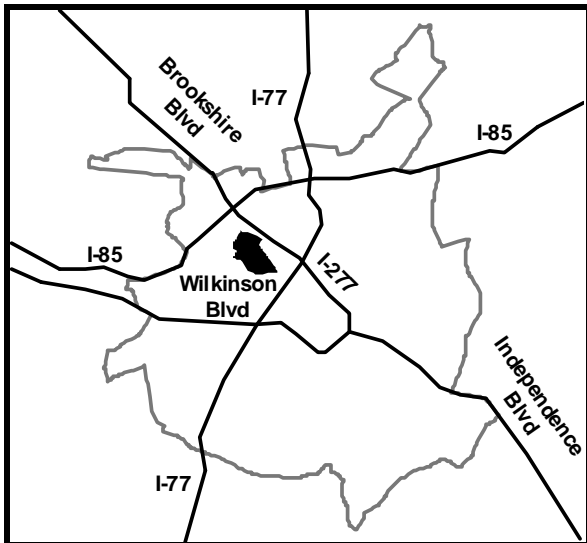 Brookshire
Blvd
I-77
I-85
I-85
I-277
Wilkinson
Blvd
Independence
Blvd
I-77